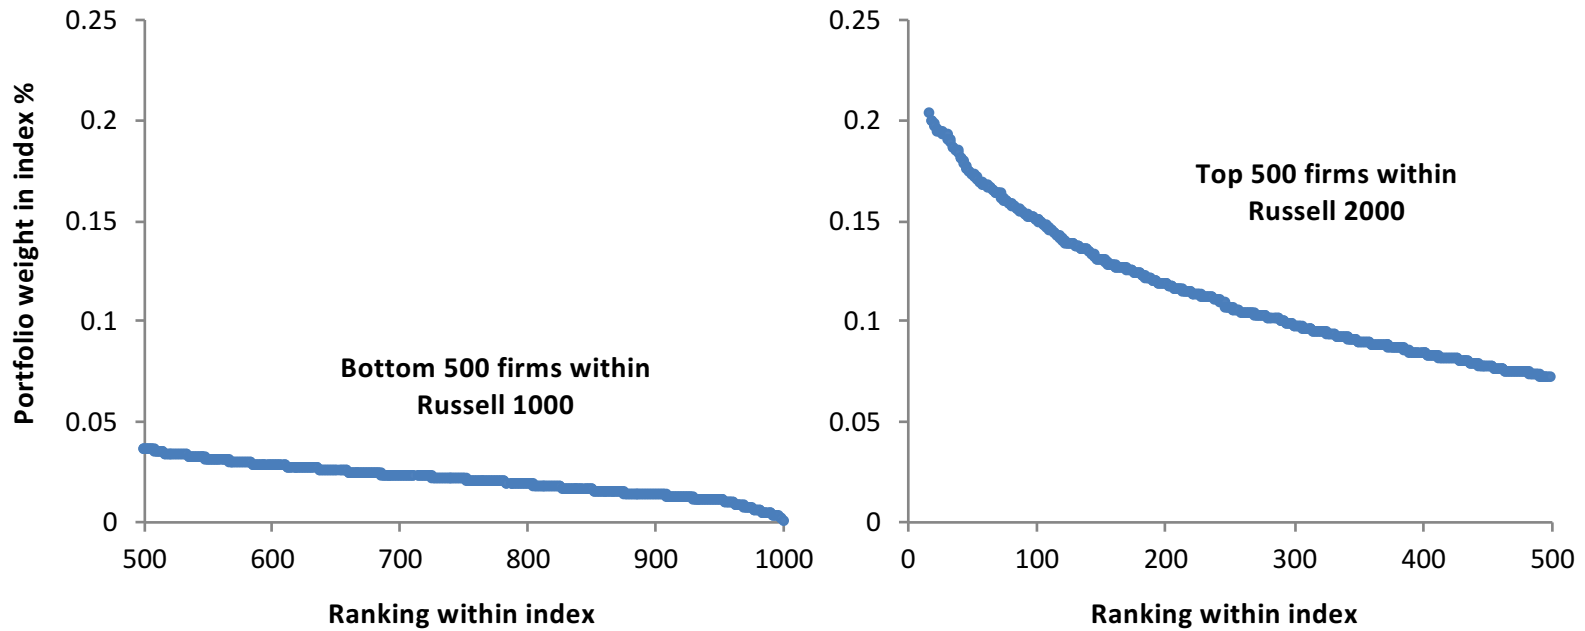 Portfolio weight in index %
0.25
0.2
0.15
0.1
0.05
0
Bottom 500 firms within
Russell 1000
500 600 700 800 900 1000
Ranking within index
0.25
0.2
0.15
0.1
0.05
0
Top 500 firms within
Russell 2000
0 100 200 300 400 500
Ranking within index